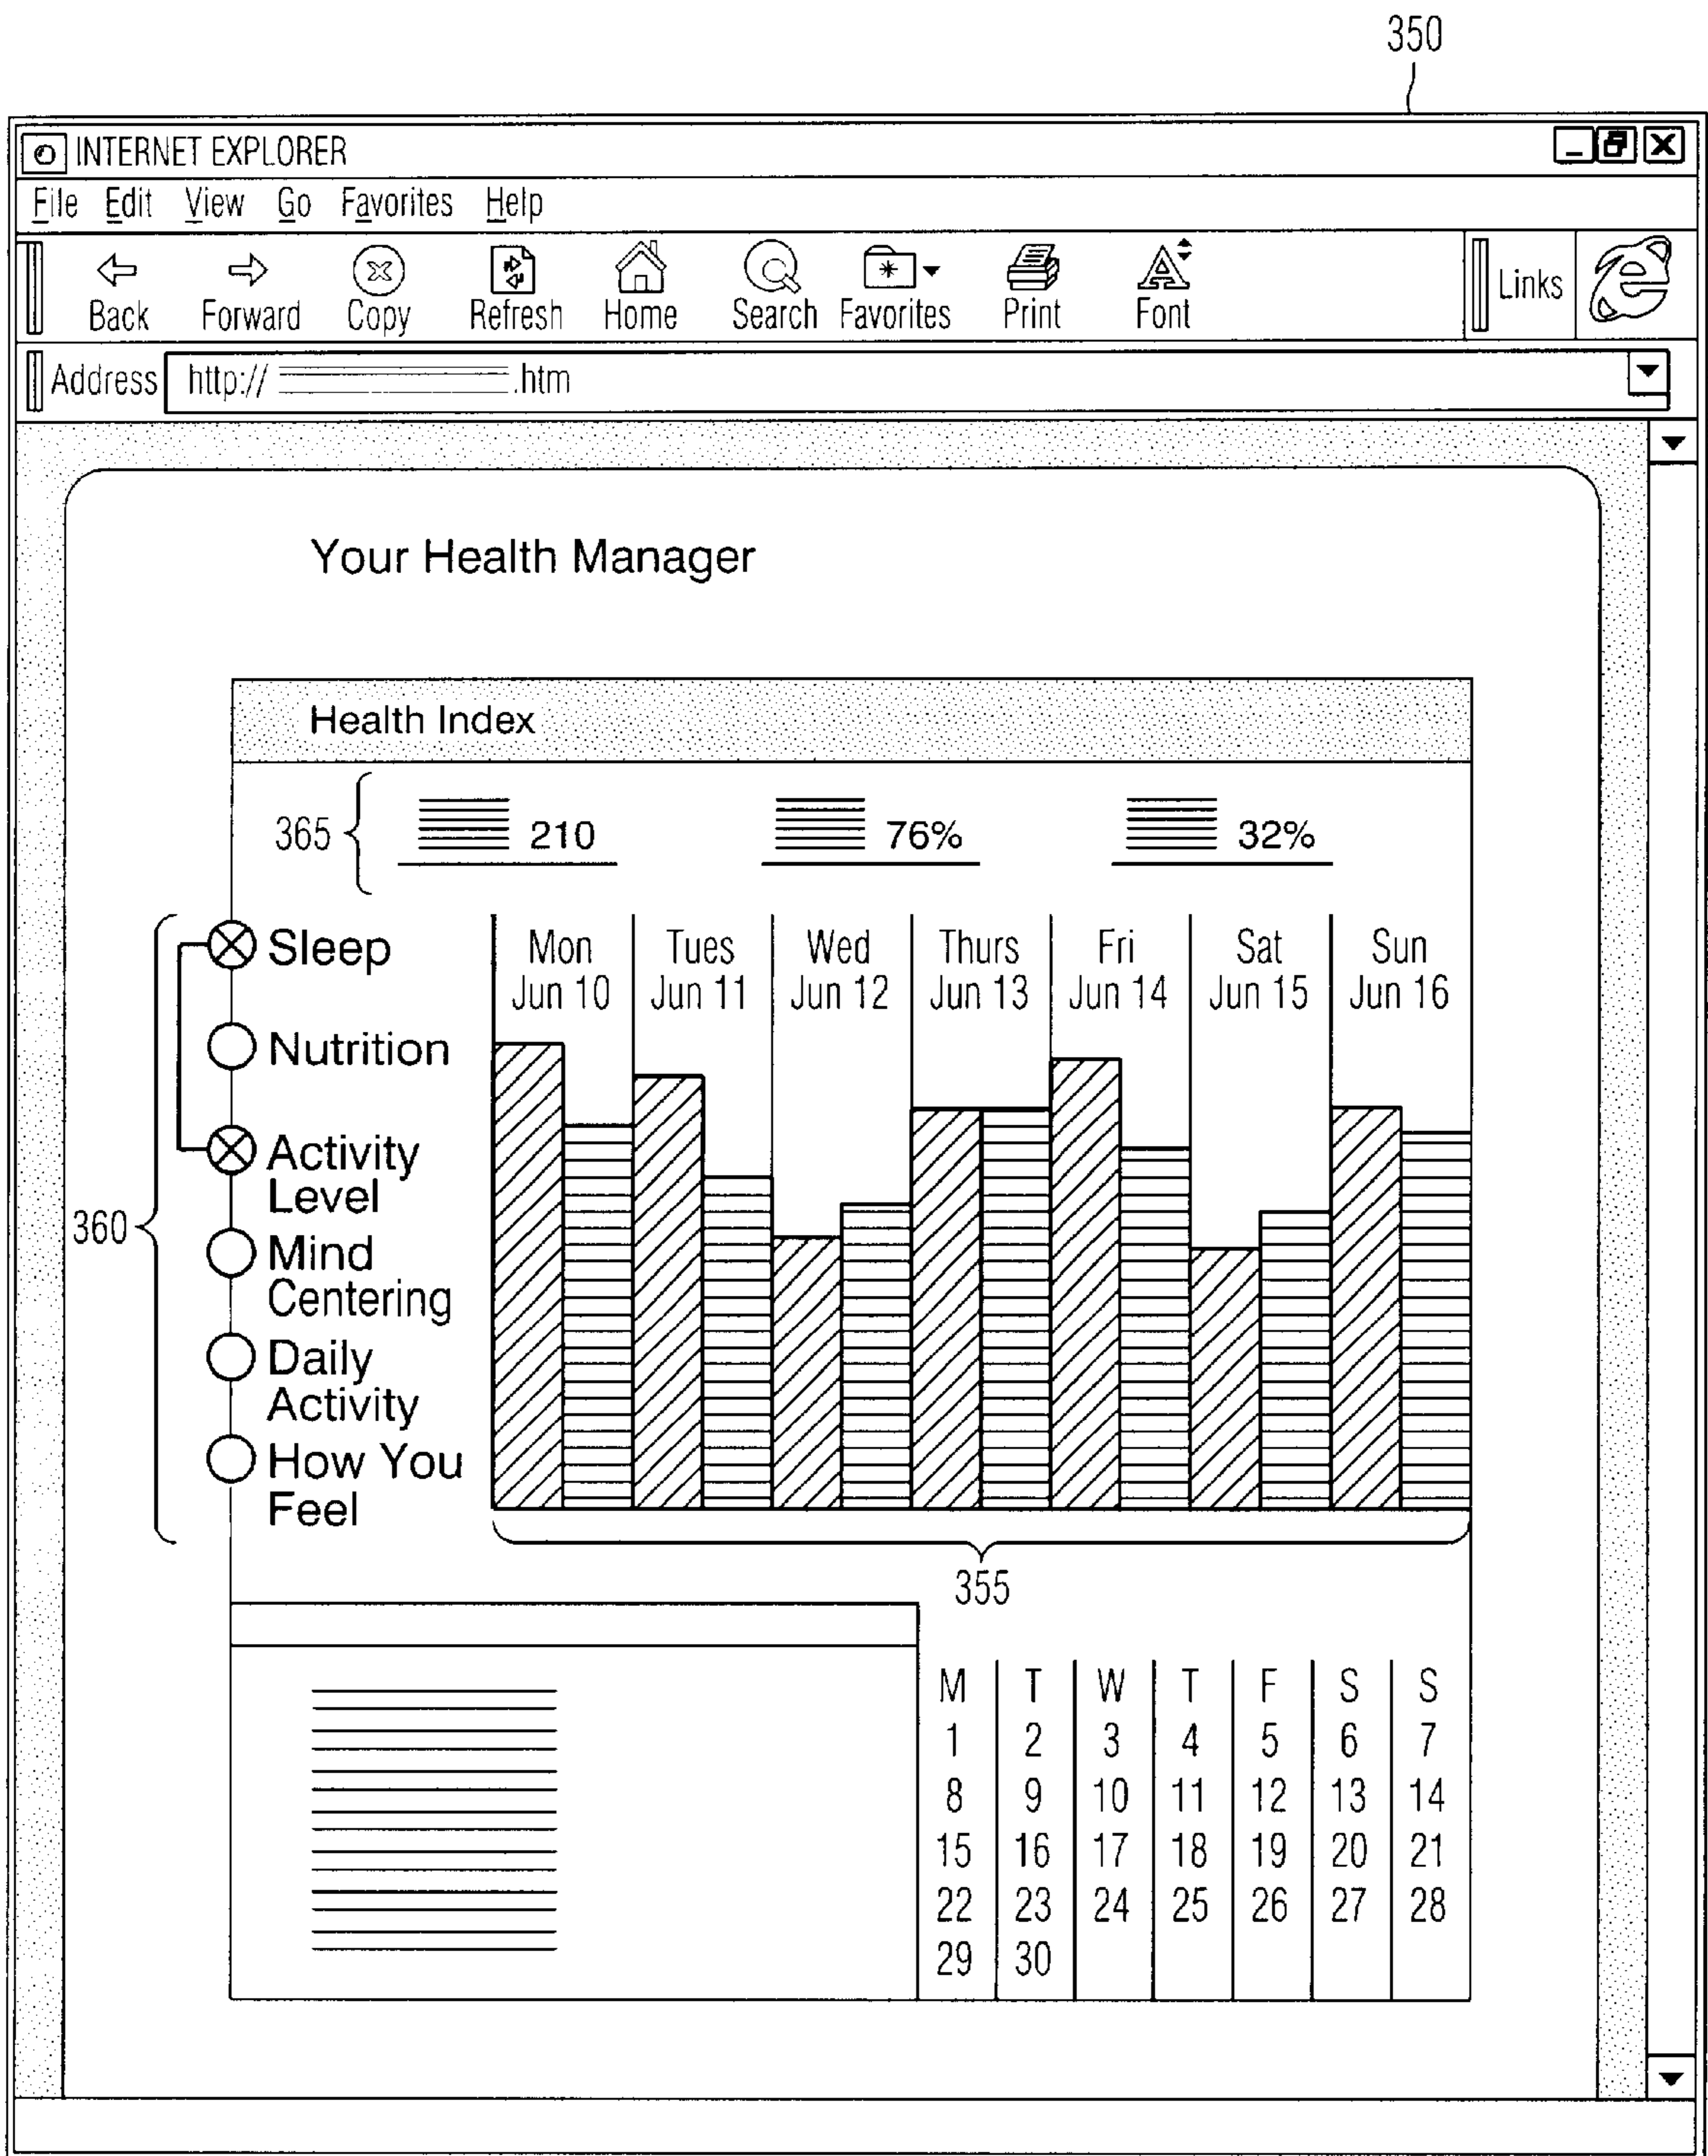 350
INTERNET EXPLORER
File Edit View Go Favorites Help
Back Forward Copy Refresh Home Search Favorites Print Font Links
Address http:// .htm
Your Health Manager
Health Index
365 210 76% 32%
360
Sleep
Nutrition
Activity
Level
Mind
Centering
Daily
Activity
How You
Feel
Mon Tues Wed Thurs Fri Sat Sun
Jun 10 Jun 11 Jun 12 Jun 13 Jun 14 Jun 15 Jun 16
355
M T W T F S S
1 2 3 4 5 6 7
8 9 10 11 12 13 14
15 16 17 18 19 20 21
22 23 24 25 26 27 28
29 30